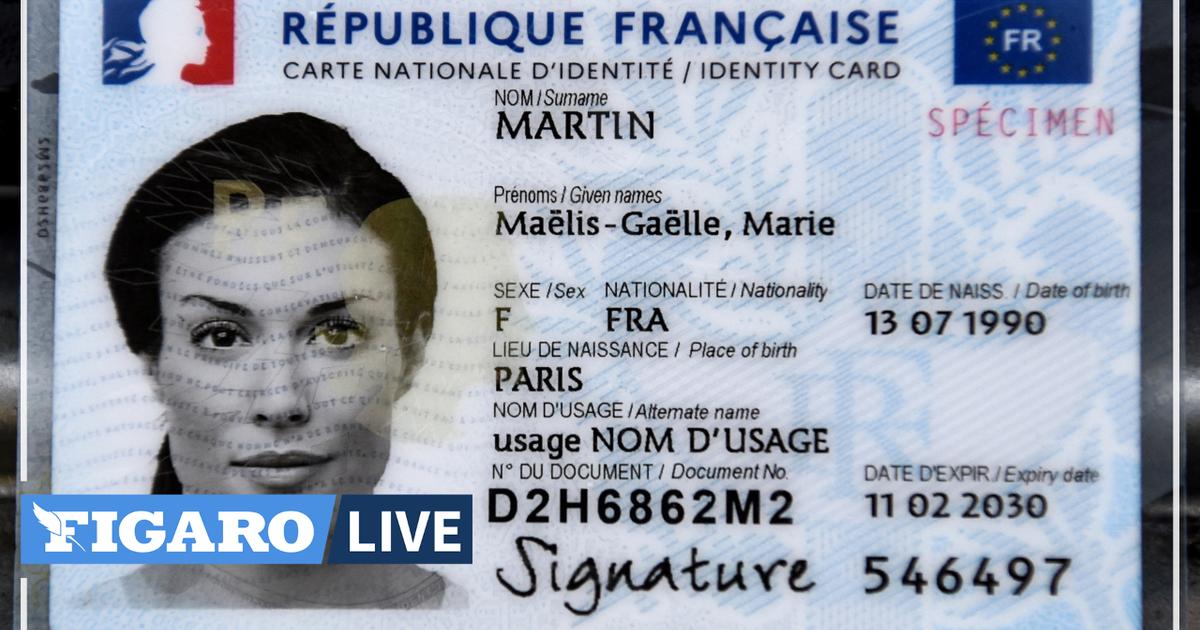 RÉPUBLIQUE FRANÇAISE
FR
CARTE NATIONALE D'IDENTITÉ / IDENTITY CARD
SPÉCIMEN
NOM / Surname
MARTIN
Prénoms / Given names
Maëlis-Gaëlle, Marie
SEXE / Sex NATIONALITÉ / Nationality DATE DE NAISS. / Date of birth
F FRA 13 07 1990
LIEU DE NAISSANCE / Place of birth
PARIS
NOM D'USAGE / Alternate name
usage NOM D'USAGE
N° DU DOCUMENT / Document No. DATE D'EXPIR. / Expiry date
D2H6862M2 11 02 2030
Signature 546497
FIGARO LIVE
RF